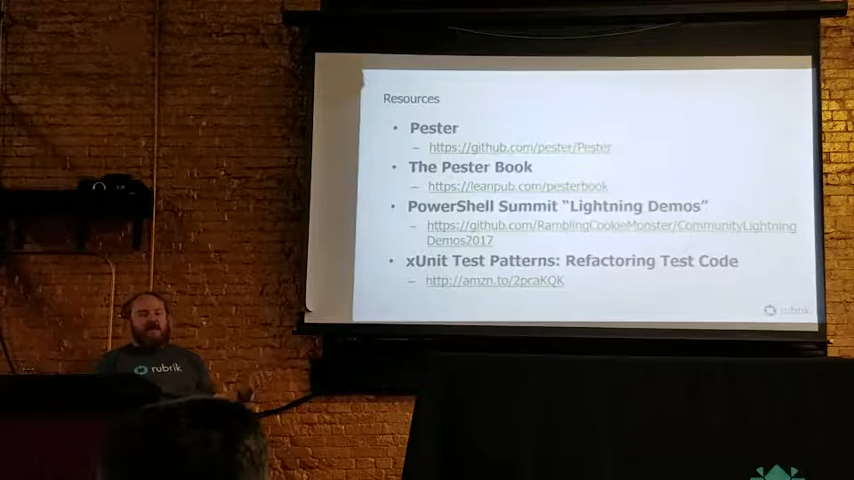 Resources
• Pester
– https://github.com/pester/Pester
• The Pester Book
– https://leanpub.com/pesterbook
• PowerShell Summit “Lightning Demos”
– https://github.com/RamblingCookieMonster/CommunityLightning
Demos2017
• xUnit Test Patterns: Refactoring Test Code
– http://amzn.to/2pcaKQK
rubrik
rubrik